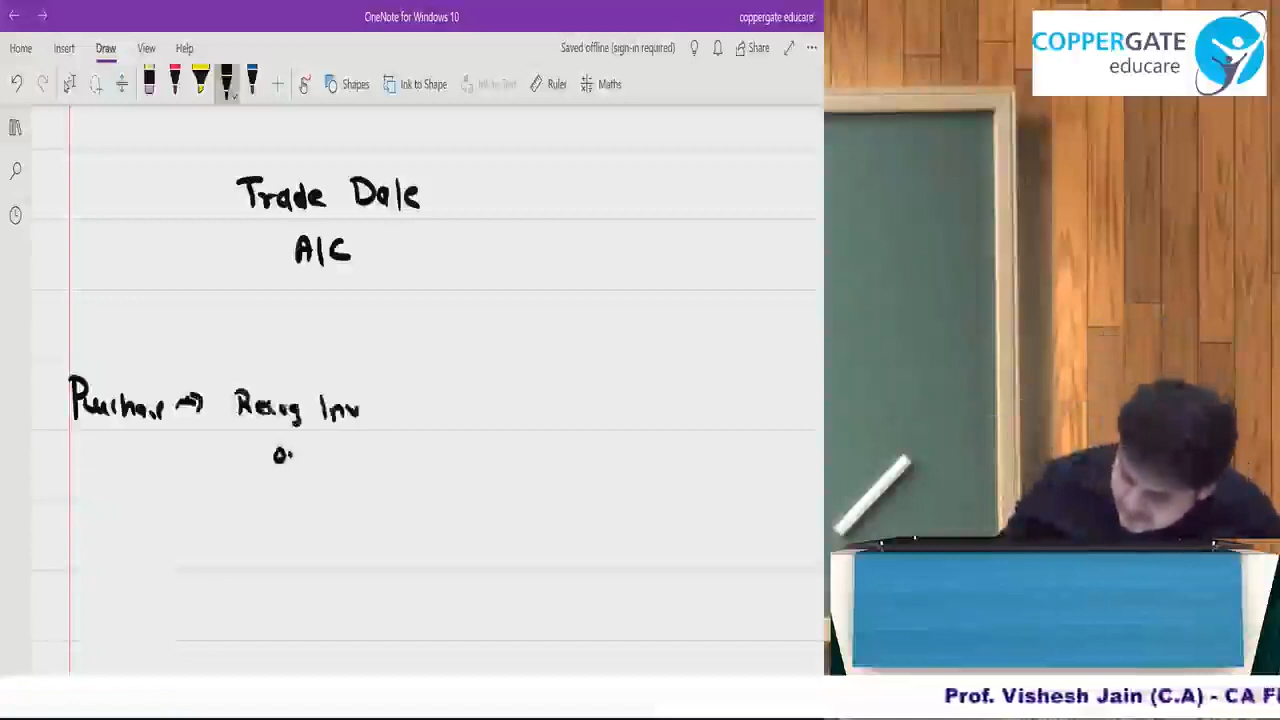 OneNote for Windows 10
coppergate educare
Home Insert Draw View Help
Saved offline (sign-in required)
Share
Shapes
Ink to Shape
Ink to Text
Ruler
Maths
COPPERGATE
educare
Trade Date
A/C
Purchase → Recog Inv
Prof. Vishesh Jain (C.A) - CA FI